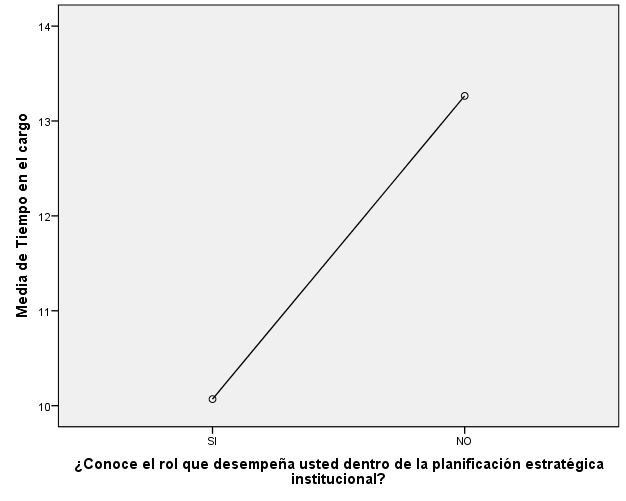 14
13
12
11
10
Media de Tiempo en el cargo
SI
NO
¿Conoce el rol que desempeña usted dentro de la planificación estratégica
institucional?